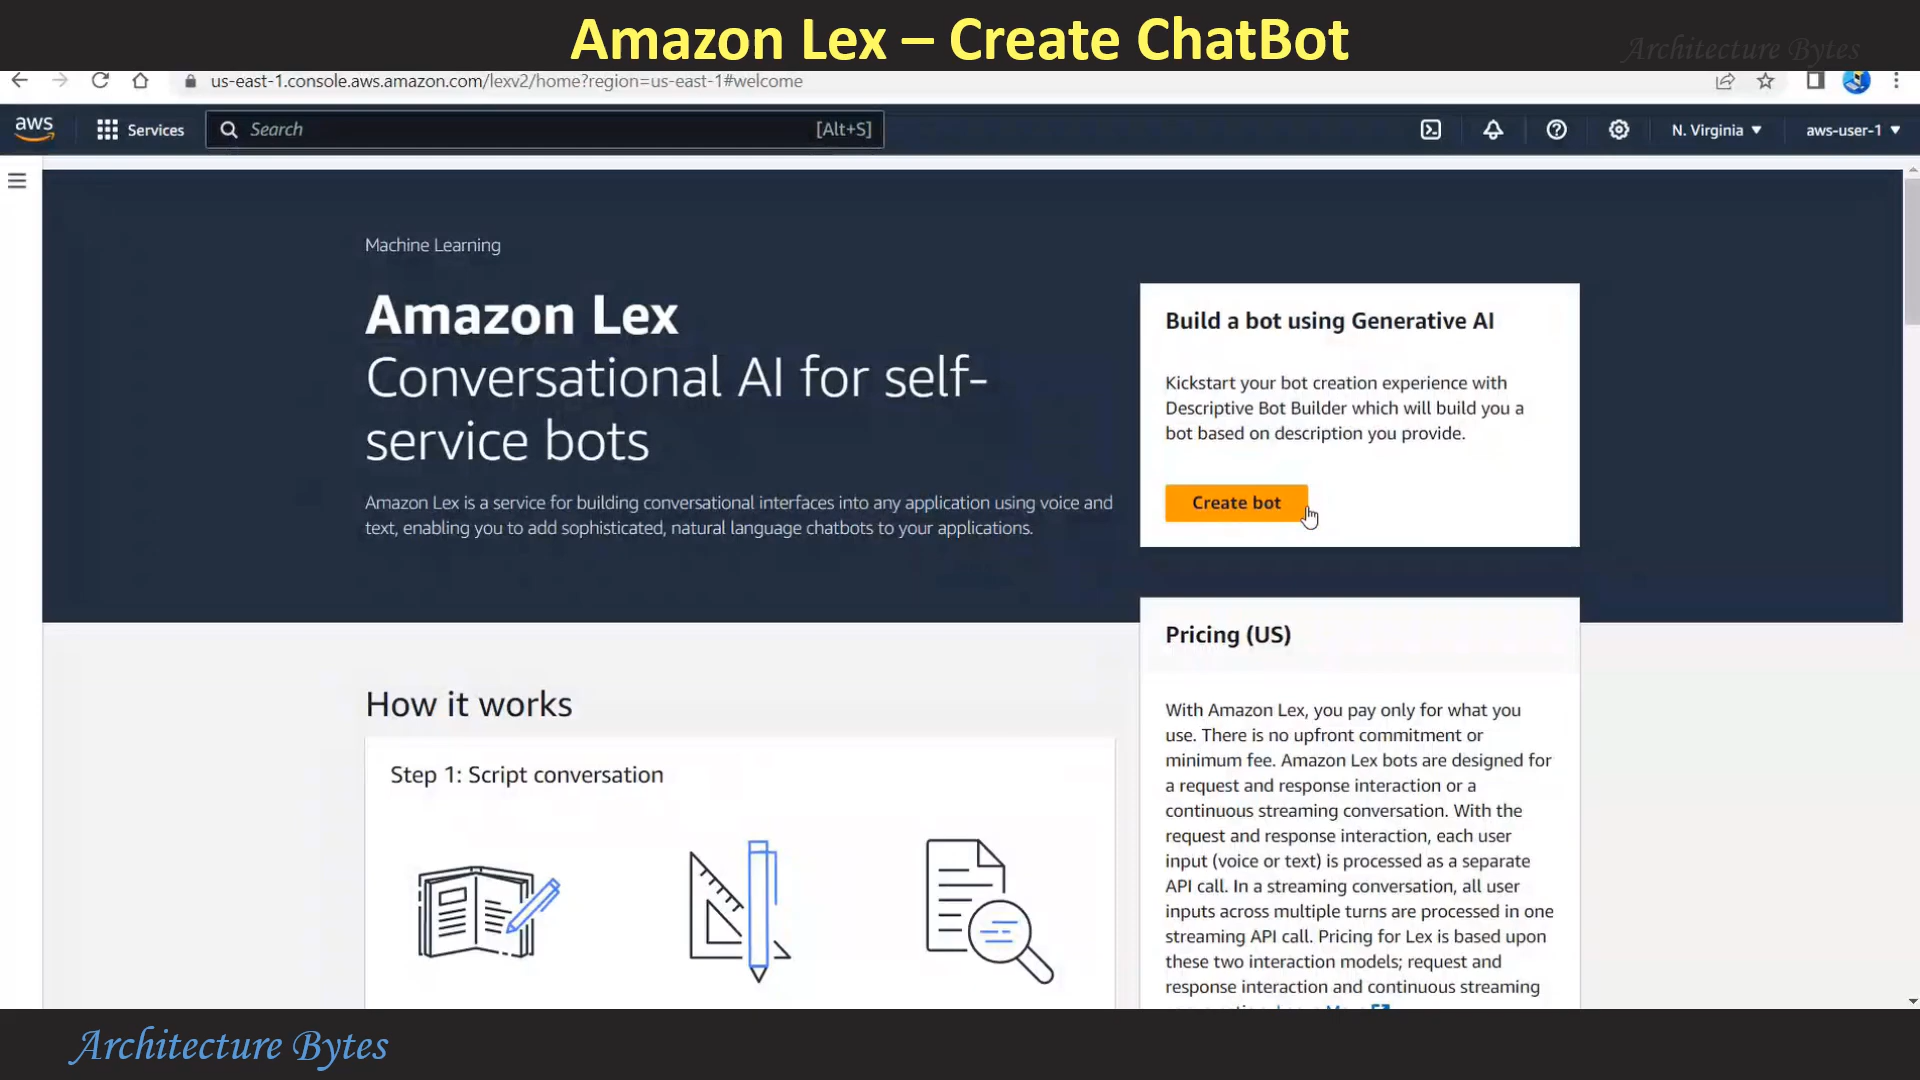 Amazon Lex – Create ChatBot
Architecture Bytes
us-east-1.console.aws.amazon.com/lexv2/home?region=us-east-1#welcome
aws
Services
Search
[Alt+S]
N. Virginia
aws-user-1
Machine Learning
Amazon Lex
Conversational AI for self-
service bots
Amazon Lex is a service for building conversational interfaces into any application using voice and
text, enabling you to add sophisticated, natural language chatbots to your applications.
Build a bot using Generative AI
Kickstart your bot creation experience with
Descriptive Bot Builder which will build you a
bot based on description you provide.
Create bot
How it works
Step 1: Script conversation
Pricing (US)
With Amazon Lex, you pay only for what you
use. There is no upfront commitment or
minimum fee. Amazon Lex bots are designed for
a request and response interaction or a
continuous streaming conversation. With the
request and response interaction, each user
input (voice or text) is processed as a separate
API call. In a streaming conversation, all user
inputs across multiple turns are processed in one
streaming API call. Pricing for Lex is based upon
these two interaction models; request and
response interaction and continuous streaming
Architecture Bytes